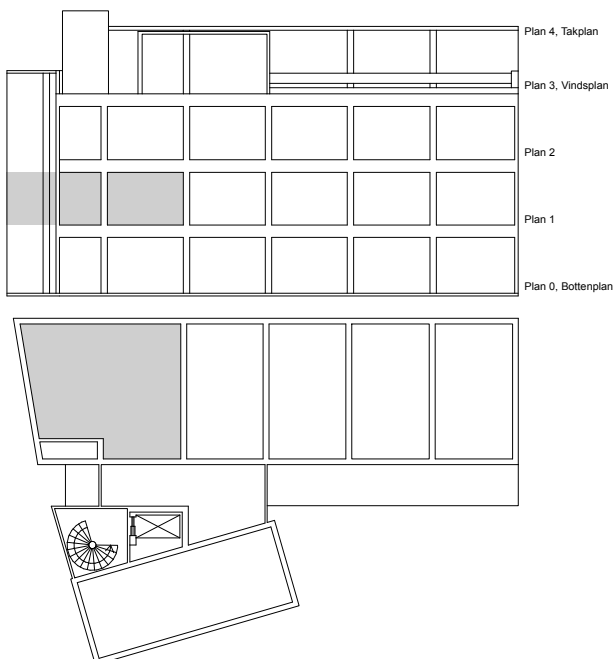 Plan 4, Takplan
Plan 3, Vindsplan
Plan 2
Plan 1
Plan 0, Bottenplan